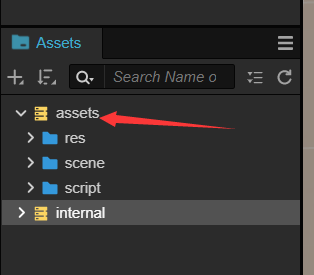 Assets
Search Name o
assets
res
scene
script
internal